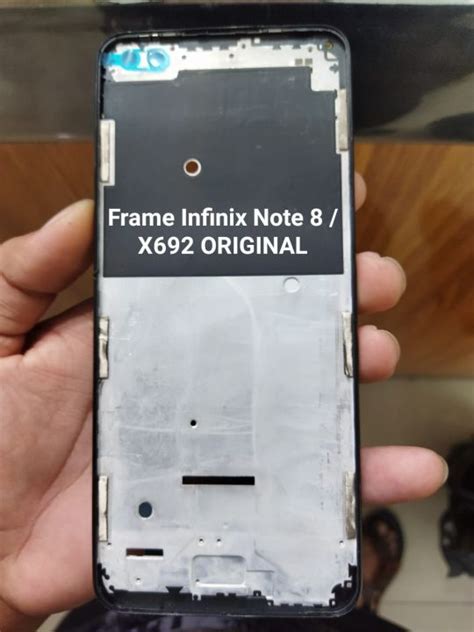 Frame Infinix Note 8 /
X692 ORIGINAL